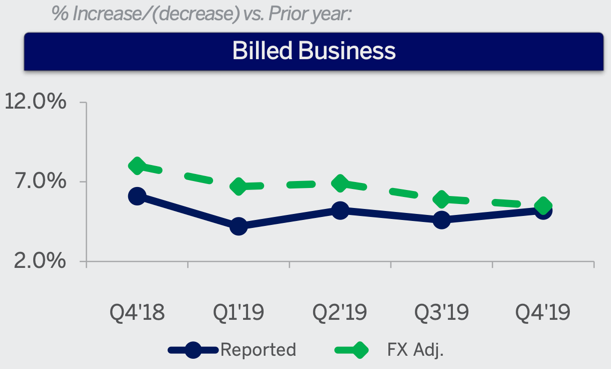 % Increase/(decrease) vs. Prior year:
Billed Business
12.0%
7.0%
2.0%
Q4'18 Q1'19 Q2'19 Q3'19 Q4'19
Reported FX Adj.